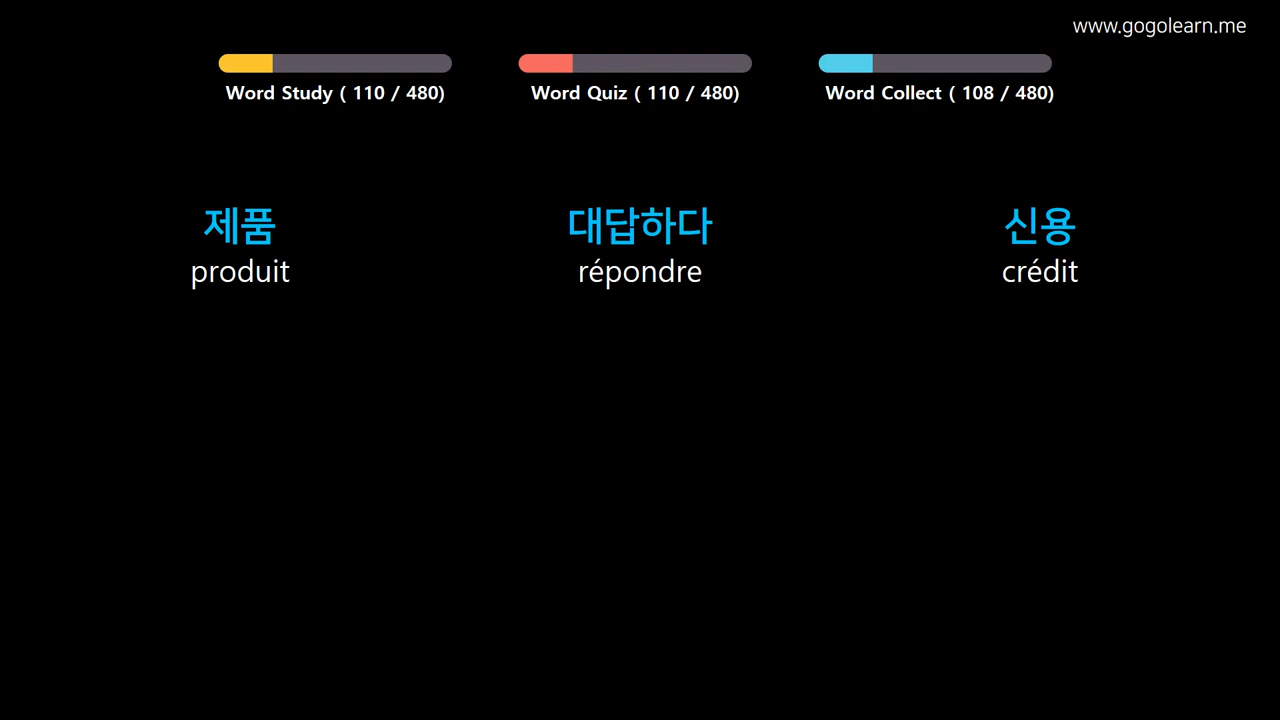 www.gogolearn.me
Word Study ( 110 / 480)
Word Quiz ( 110 / 480)
Word Collect ( 108 / 480)
제품
produit
대답하다
répondre
신용
crédit